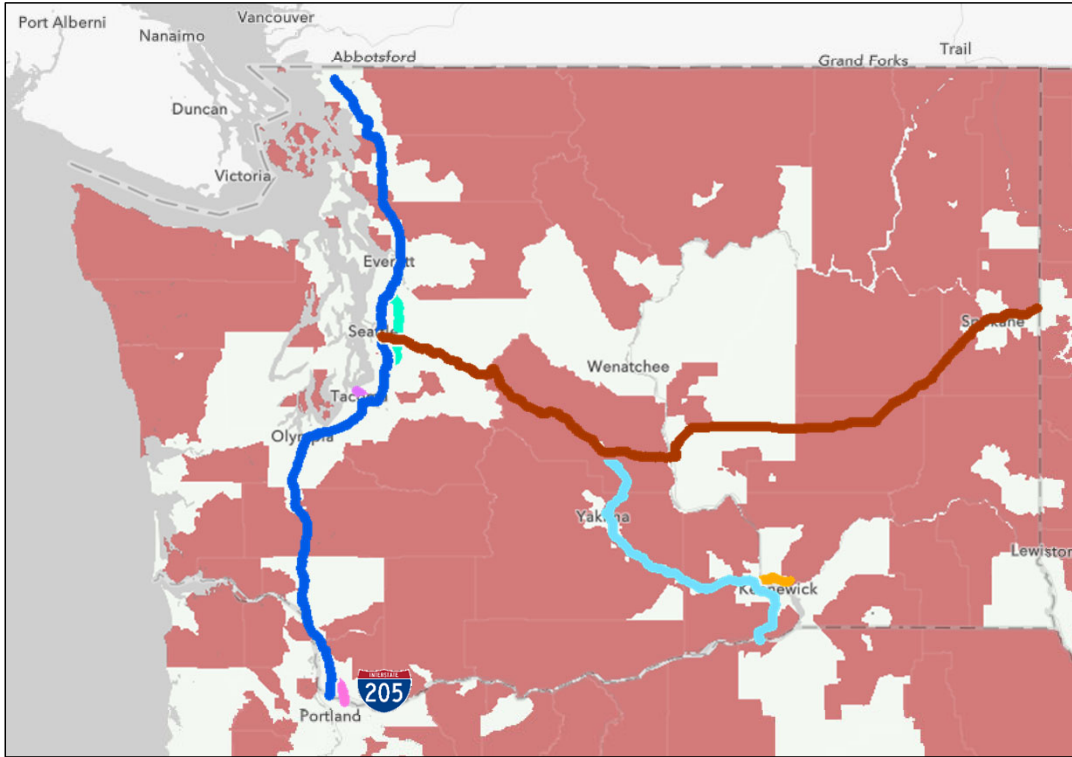 Port Alberni
Vancouver
Nanaimo
Abbotsford
Trail
Grand Forks
Duncan
Victoria
Everett
Seattle
Spokane
Wenatchee
Tacoma
Olympia
Yakima
Lewiston
Kennewick
INTERSTATE
205
Portland